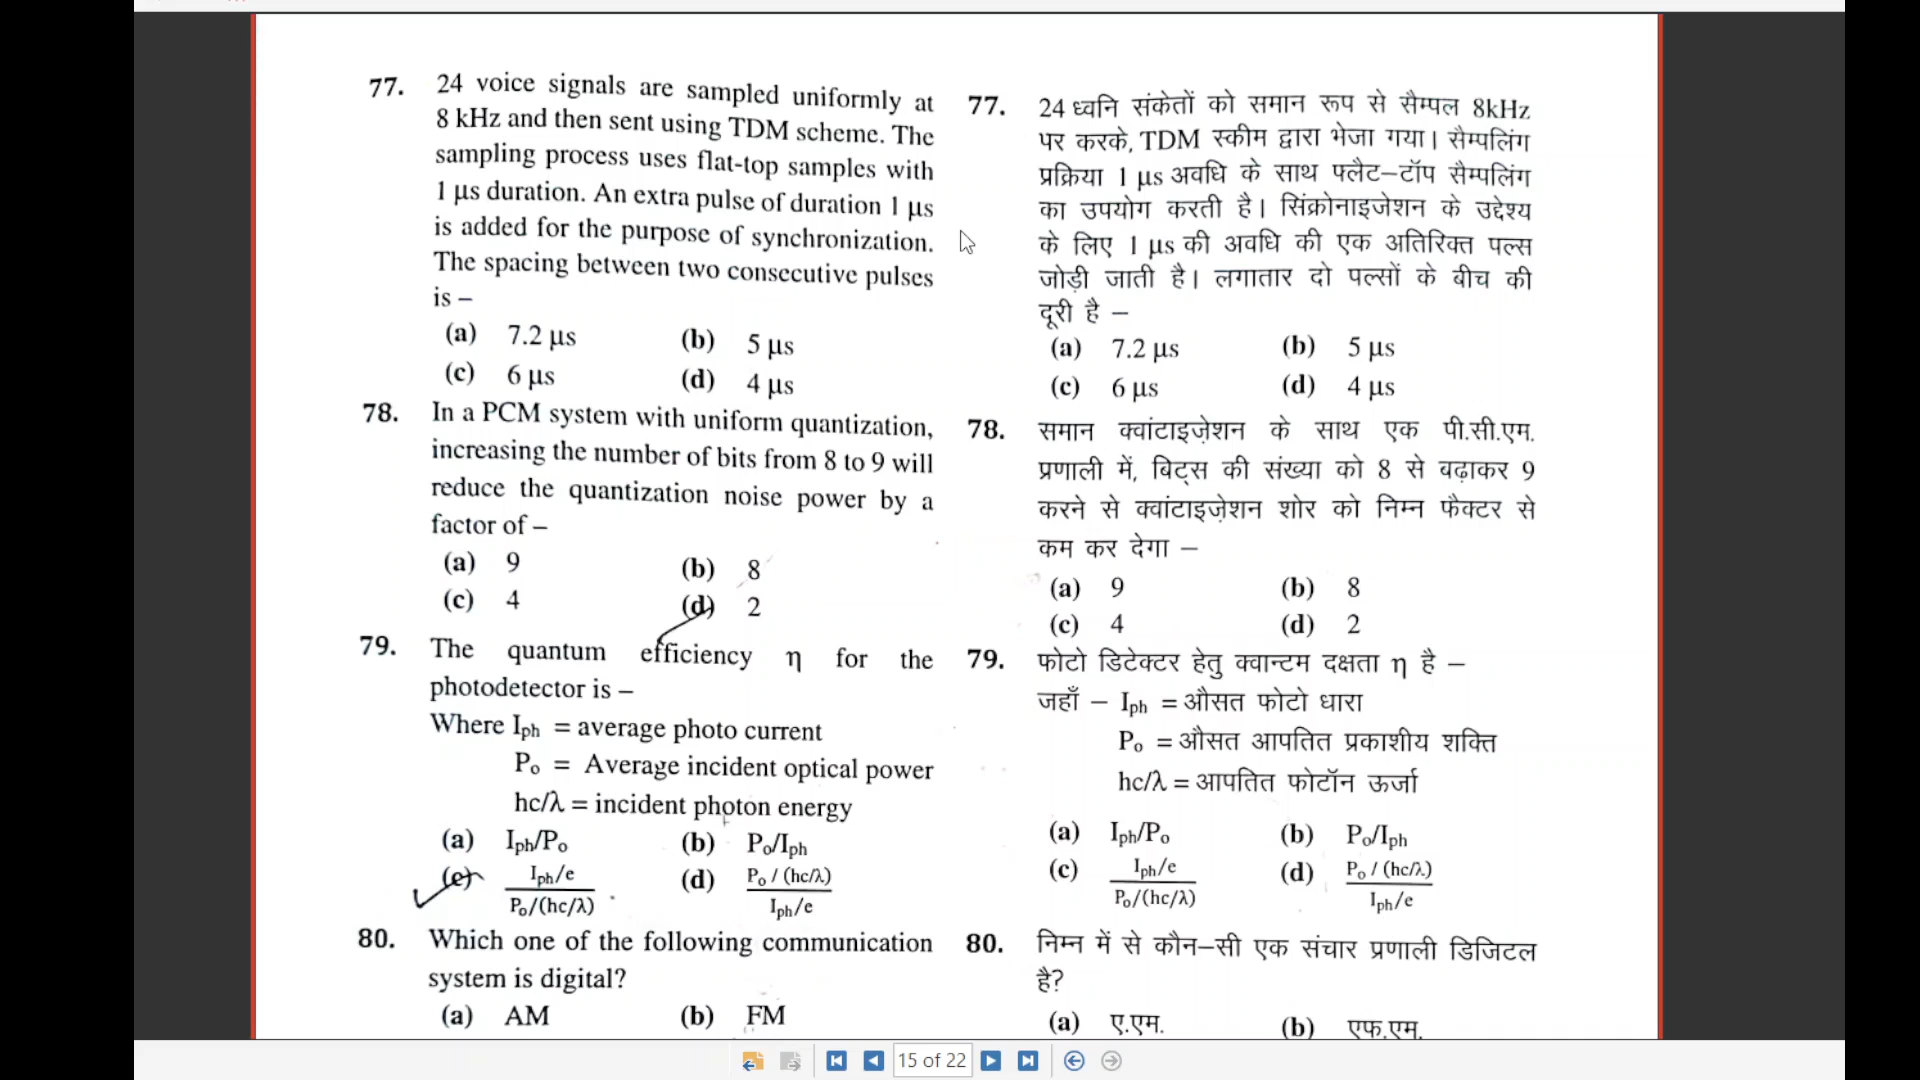 77. 24 voice signals are sampled uniformly at
8 kHz and then sent using TDM scheme. The
sampling process uses flat-top samples with
1 μs duration. An extra pulse of duration 1 μs
is added for the purpose of synchronization.
The spacing between two consecutive pulses
is –
(a) 7.2 μs (b) 5 μs
(c) 6 μs (d) 4 μs
78. In a PCM system with uniform quantization,
increasing the number of bits from 8 to 9 will
reduce the quantization noise power by a
factor of –
(a) 9 (b) 8
(c) 4 (d) 2
79. The quantum efficiency η for the
photodetector is –
Where Iph = average photo current
Po = Average incident optical power
hc/λ = incident photon energy
(a) Iph/Po (b) Po/Iph
(c) Iph/e (d) Po / (hc/λ)
Po/(hc/λ) Iph/e
80. Which one of the following communication
system is digital?
(a) AM (b) FM
77. 24 ध्वनि संकेतों को समान रूप से सैम्पल 8kHz
पर करके, TDM स्कीम द्वारा भेजा गया। सैम्पलिंग
प्रक्रिया 1 μs अवधि के साथ फ्लैट–टॉप सैम्पलिंग
का उपयोग करती है। सिंक्रोनाइजेशन के उद्देश्य
के लिए 1 μs की अवधि की एक अतिरिक्त पल्स
जोड़ी जाती है। लगातार दो पल्सों के बीच की
दूरी है –
(a) 7.2 μs (b) 5 μs
(c) 6 μs (d) 4 μs
78. समान क्वांटाइज़ेशन के साथ एक पी.सी.एम.
प्रणाली में, बिट्स की संख्या को 8 से बढ़ाकर 9
करने से क्वांटाइज़ेशन शोर को निम्न फैक्टर से
कम कर देगा –
(a) 9 (b) 8
(c) 4 (d) 2
79. फोटो डिटेक्टर हेतु क्वान्टम दक्षता η है –
जहाँ – Iph = औसत फोटो धारा
Po = औसत आपतित प्रकाशीय शक्ति
hc/λ = आपतित फोटॉन ऊर्जा
(a) Iph/Po (b) Po/Iph
(c) Iph/e (d) Po / (hc/λ)
Po/(hc/λ) Iph/e
80. निम्न में से कौन–सी एक संचार प्रणाली डिजिटल
है?
(a) ए.एम. (b) एफ.एम.
15 of 22